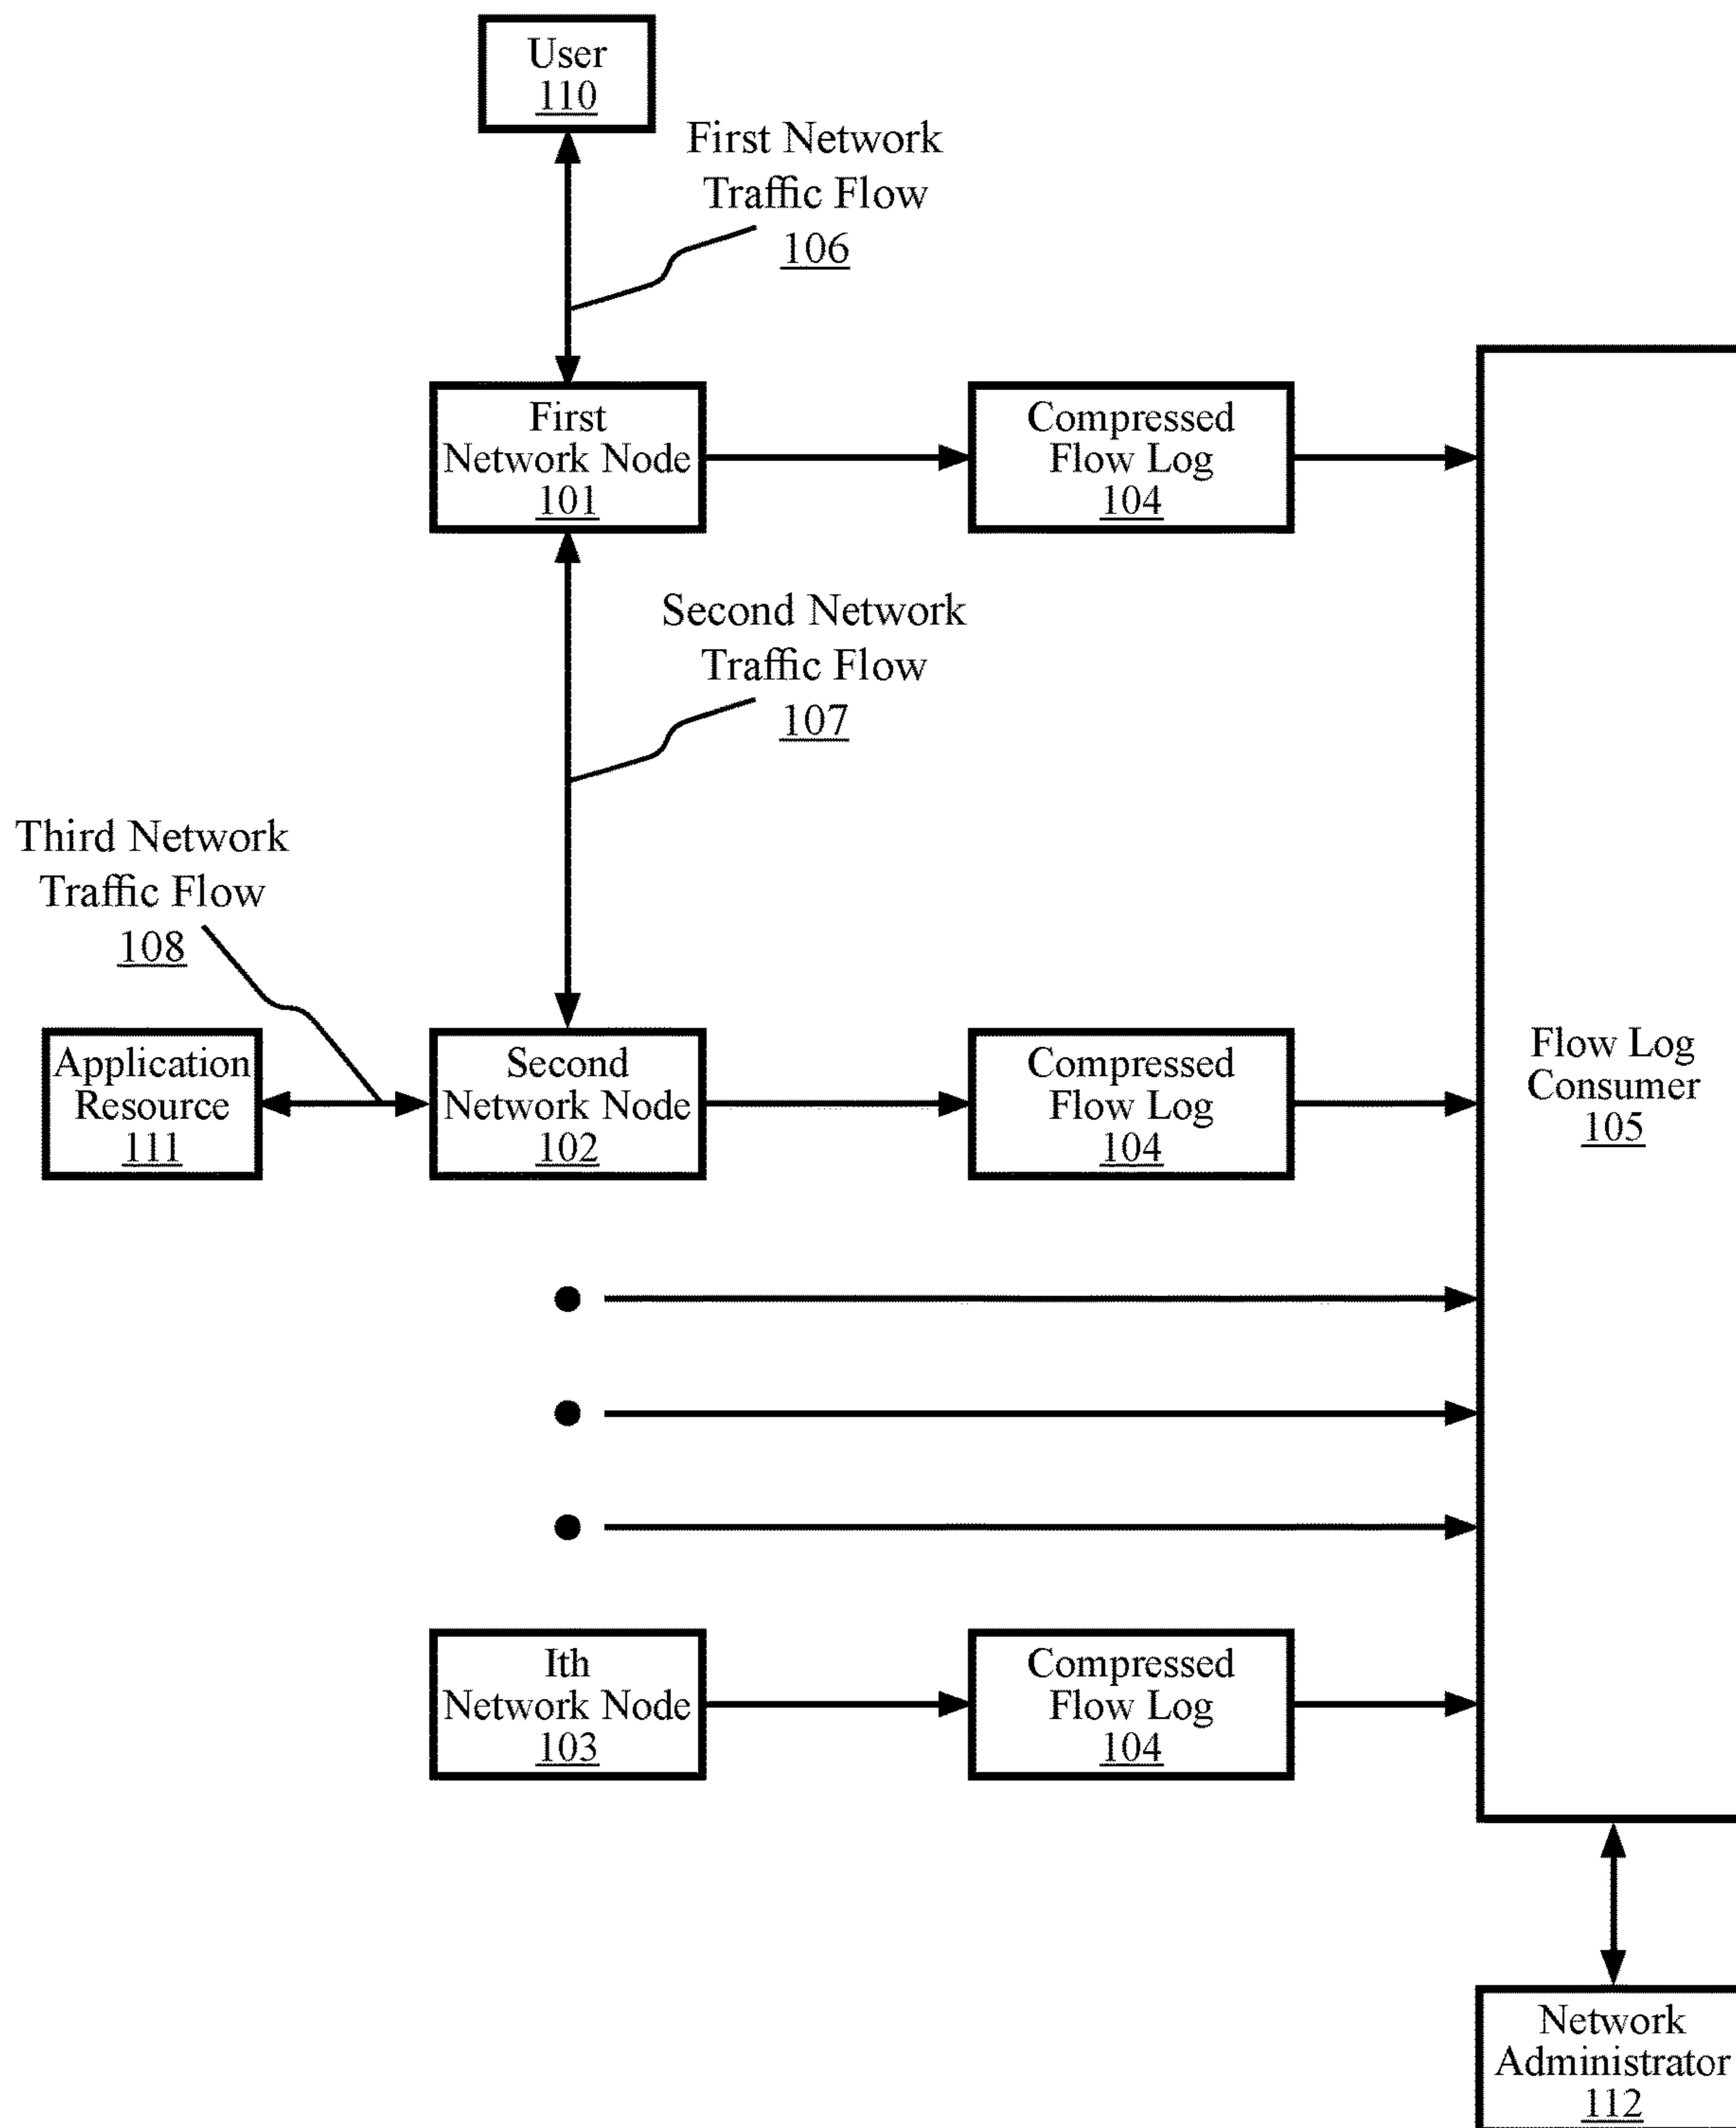 User
110
First Network
Traffic Flow
106
First
Network Node
101
Compressed
Flow Log
104
Second Network
Traffic Flow
107
Third Network
Traffic Flow
108
Application
Resource
111
Second
Network Node
102
Compressed
Flow Log
104
Flow Log
Consumer
105
Ith
Network Node
103
Compressed
Flow Log
104
Network
Administrator
112